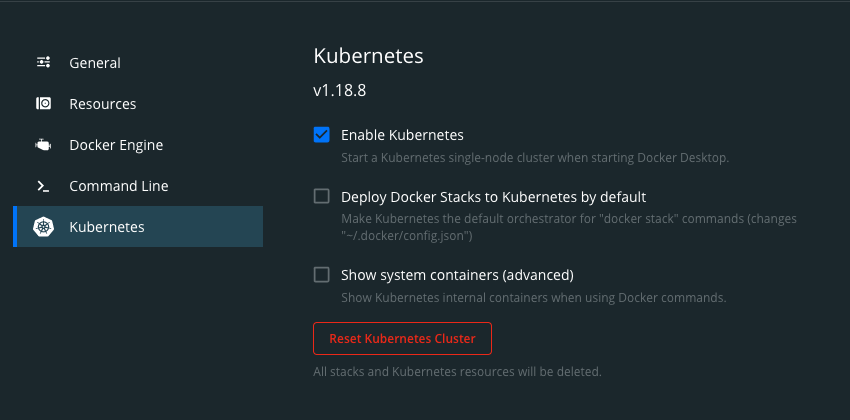 General
Resources
Docker Engine
Command Line
Kubernetes
Kubernetes
v1.18.8
Enable Kubernetes
Start a Kubernetes single-node cluster when starting Docker Desktop.
Deploy Docker Stacks to Kubernetes by default
Make Kubernetes the default orchestrator for "docker stack" commands (changes
"~/.docker/config.json")
Show system containers (advanced)
Show Kubernetes internal containers when using Docker commands.
Reset Kubernetes Cluster
All stacks and Kubernetes resources will be deleted.